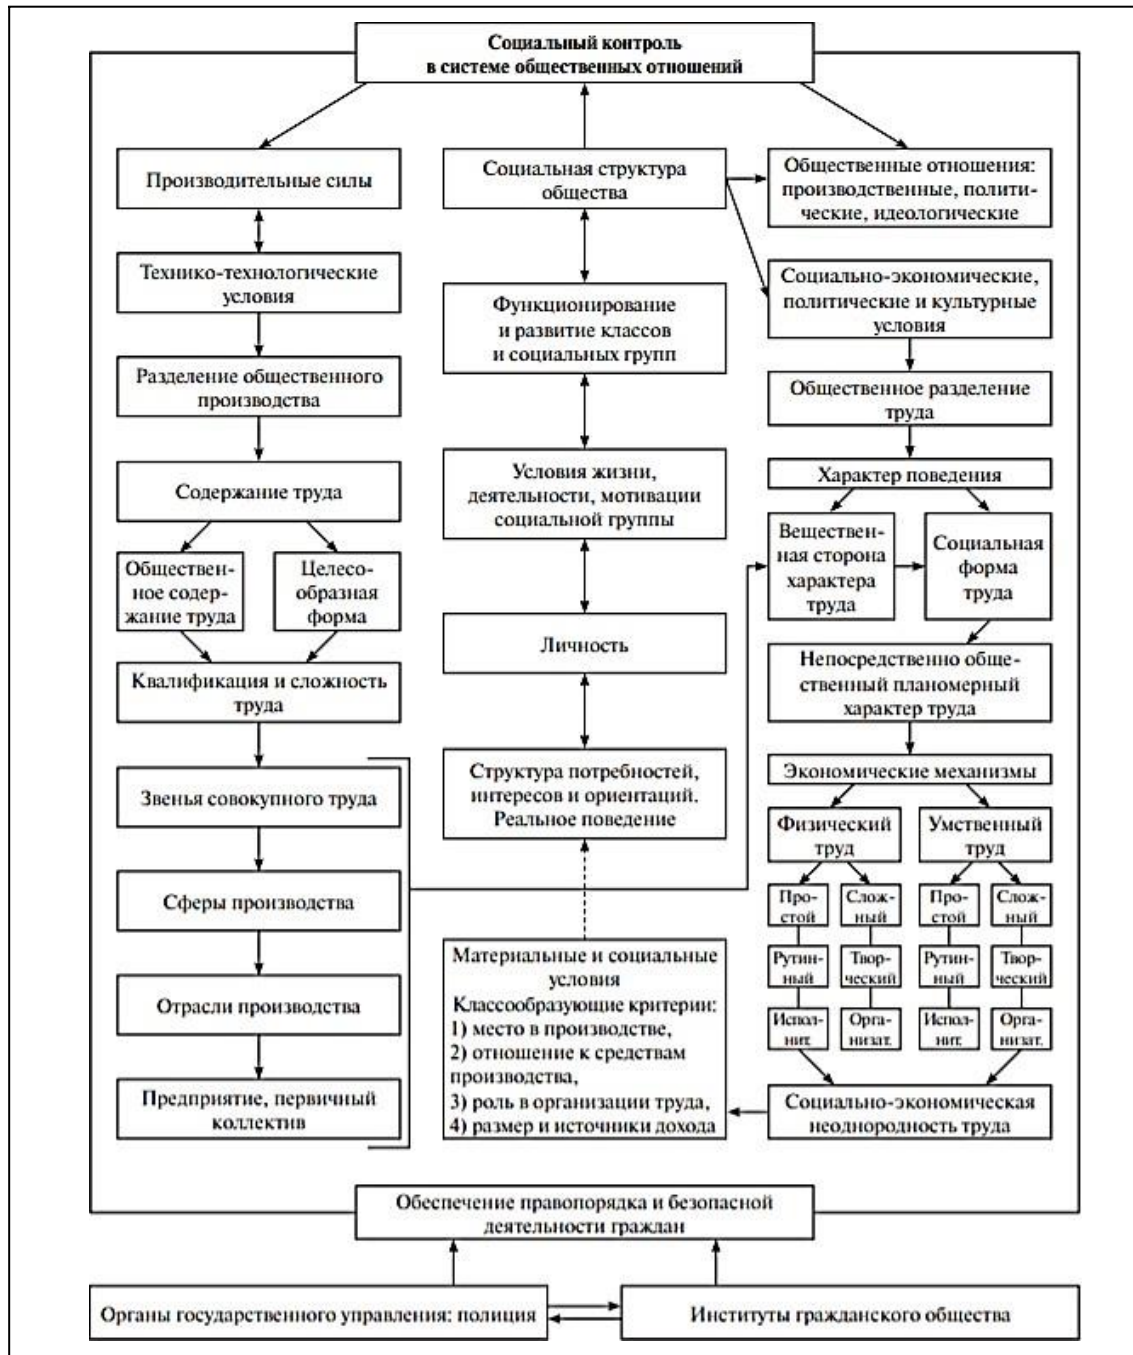 Социальный контроль
в системе общественных отношений
Производительные силы
Технико-технологические
условия
Разделение общественного
производства
Содержание труда
Обществен-
ное содер-
жание труда
Целесо-
образная
форма
Квалификация и сложность
труда
Звенья совокупного труда
Сферы производства
Отрасли производства
Предприятие, первичный
коллектив
Социальная структура
общества
Функционирование
и развитие классов
и социальных групп
Условия жизни,
деятельности, мотивации
социальной группы
Личность
Структура потребностей,
интересов и ориентаций.
Реальное поведение
Материальные и социальные
условия
Классообразующие критерии:
1) место в производстве,
2) отношение к средствам
производства,
3) роль в организации труда,
4) размер и источники дохода
Общественные отношения:
производственные, полити-
ческие, идеологические
Социально-экономические,
политические и культурные
условия
Общественное разделение
труда
Характер поведения
Веществен-
ная сторона
характера
труда
Социальная
форма
труда
Непосредственно обще-
ственный планомерный
характер труда
Экономические механизмы
Физический
труд
Умственный
труд
Про-
стой
Слож-
ный
Про-
стой
Слож-
ный
Рутин-
ный
Твор-
ческий
Рутин-
ный
Твор-
ческий
Испол-
нит.
Орга-
низат.
Испол-
нит.
Орга-
низат.
Социально-экономическая
неоднородность труда
Обеспечение правопорядка и безопасной
деятельности граждан
Органы государственного управления: полиция
Институты гражданского общества